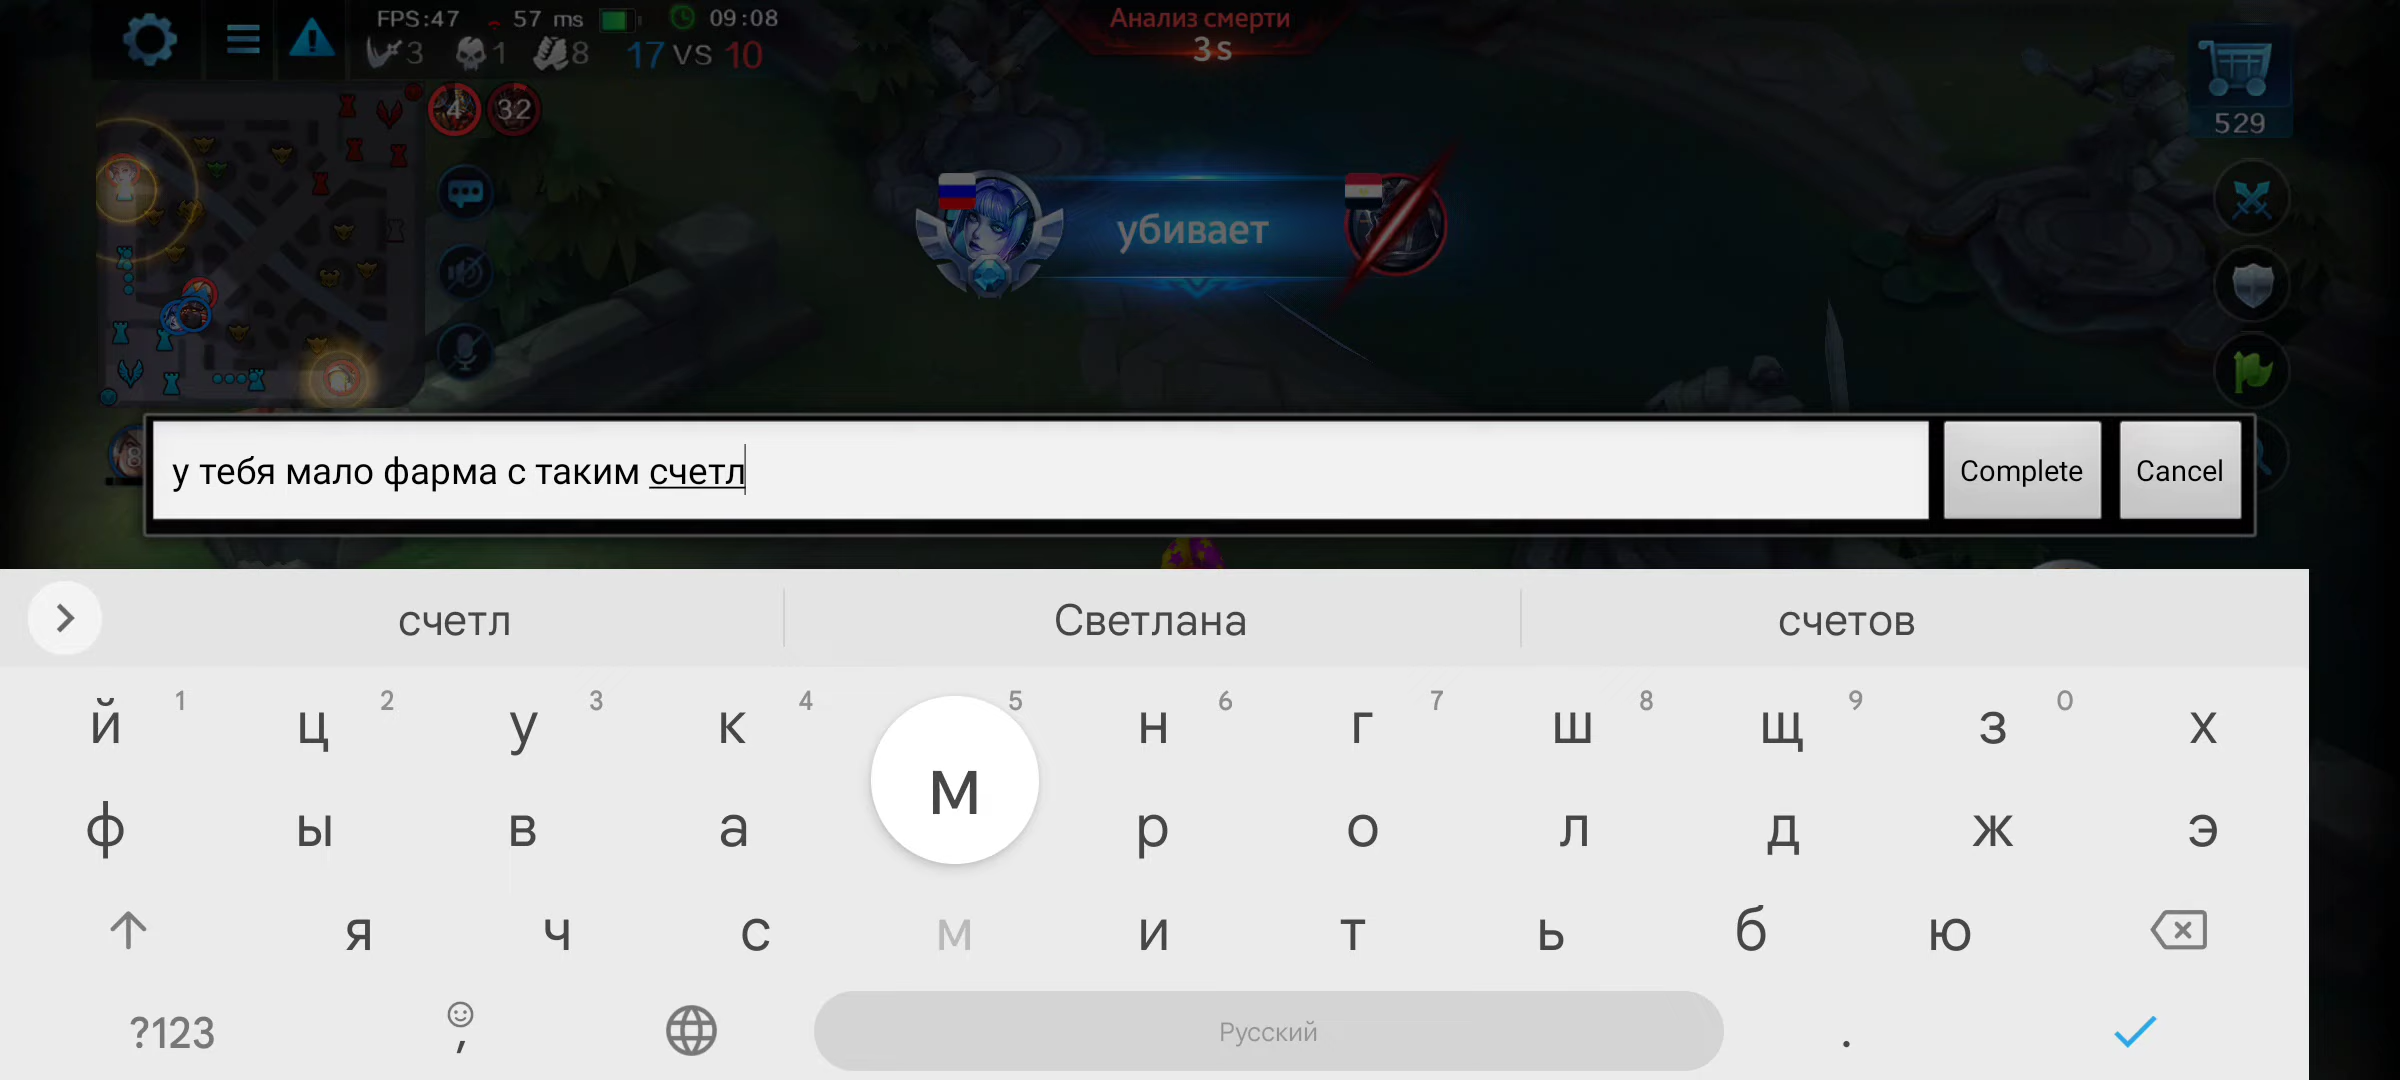 FPS:47 57 ms 09:08
3 1 8 17 VS 10
Анализ смерти
3 s
4 32
529
убивает
8
у тебя мало фарма с таким счетл
Complete
Cancel
счетл Светлана счетов
й 1 ц 2 у 3 к 4 5 н 6 г 7 ш 8 щ 9 з 0 х
м
ф ы в а р о л д ж э
я ч с м и т ь б ю
?123 , Русский .